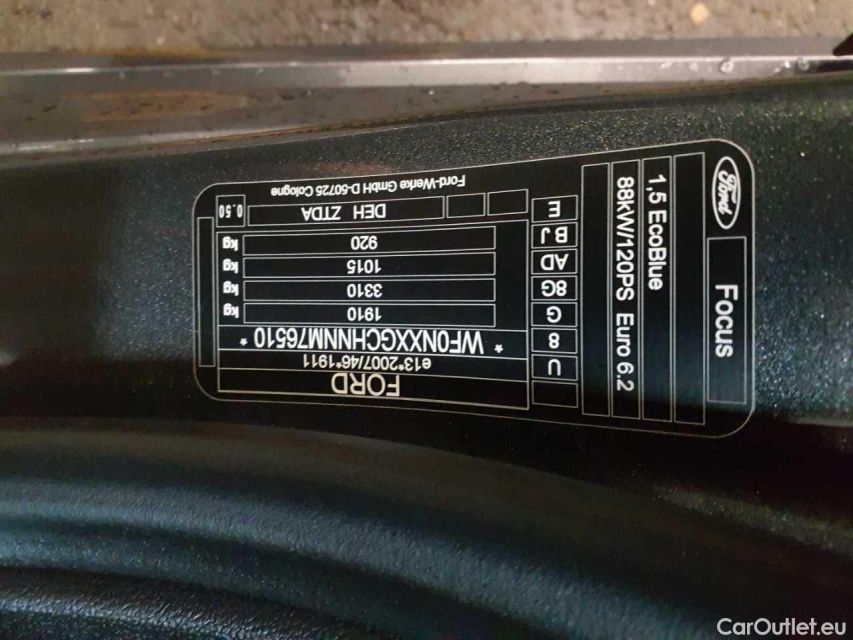 FORD
e13*2007/46*1911
* WF0NXXGCHNNM76510 *
1910 kg
3310 kg
1015 kg
920 kg
DEH ZTDA
0.50
Ford-Werke GmbH D-50725 Cologne
U
8
G
8G
AD
BJ
E
Ford
Focus
1,5 EcoBlue
88kW/120PS Euro 6.2
CarOutlet.eu